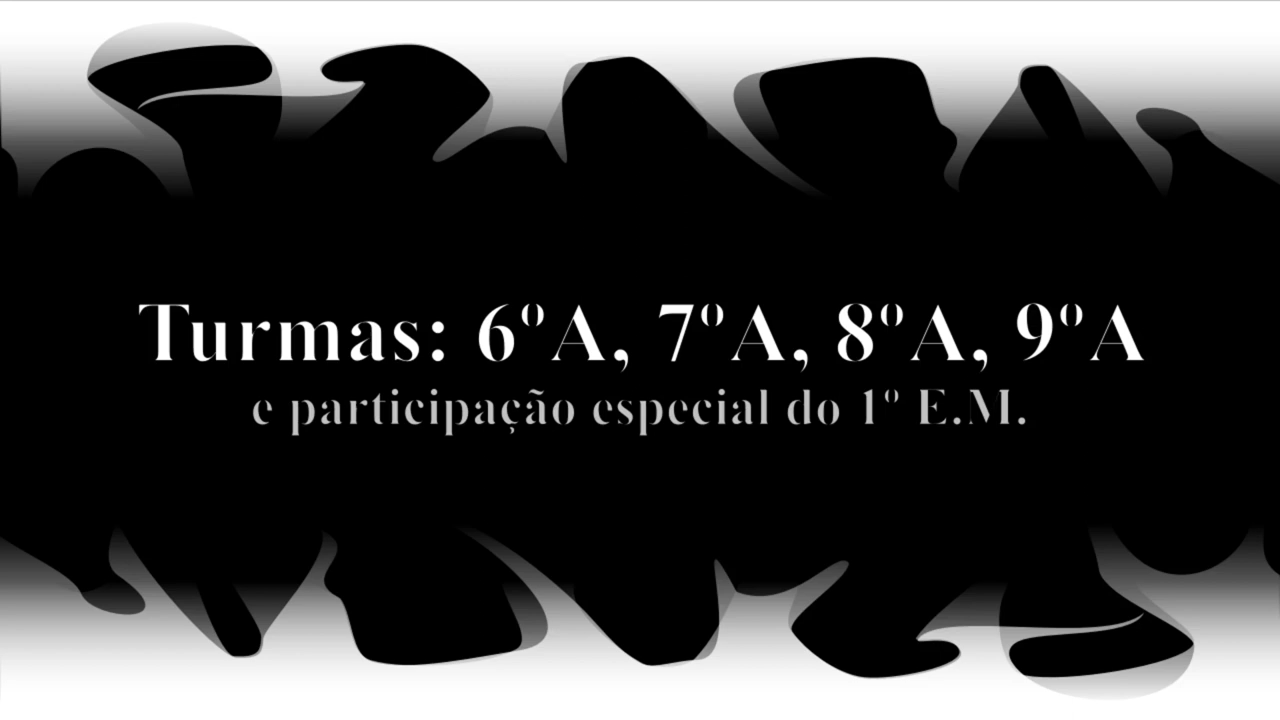 Turmas: 6ºA, 7ºA, 8ºA, 9ºA
e participação especial do 1º E.M.